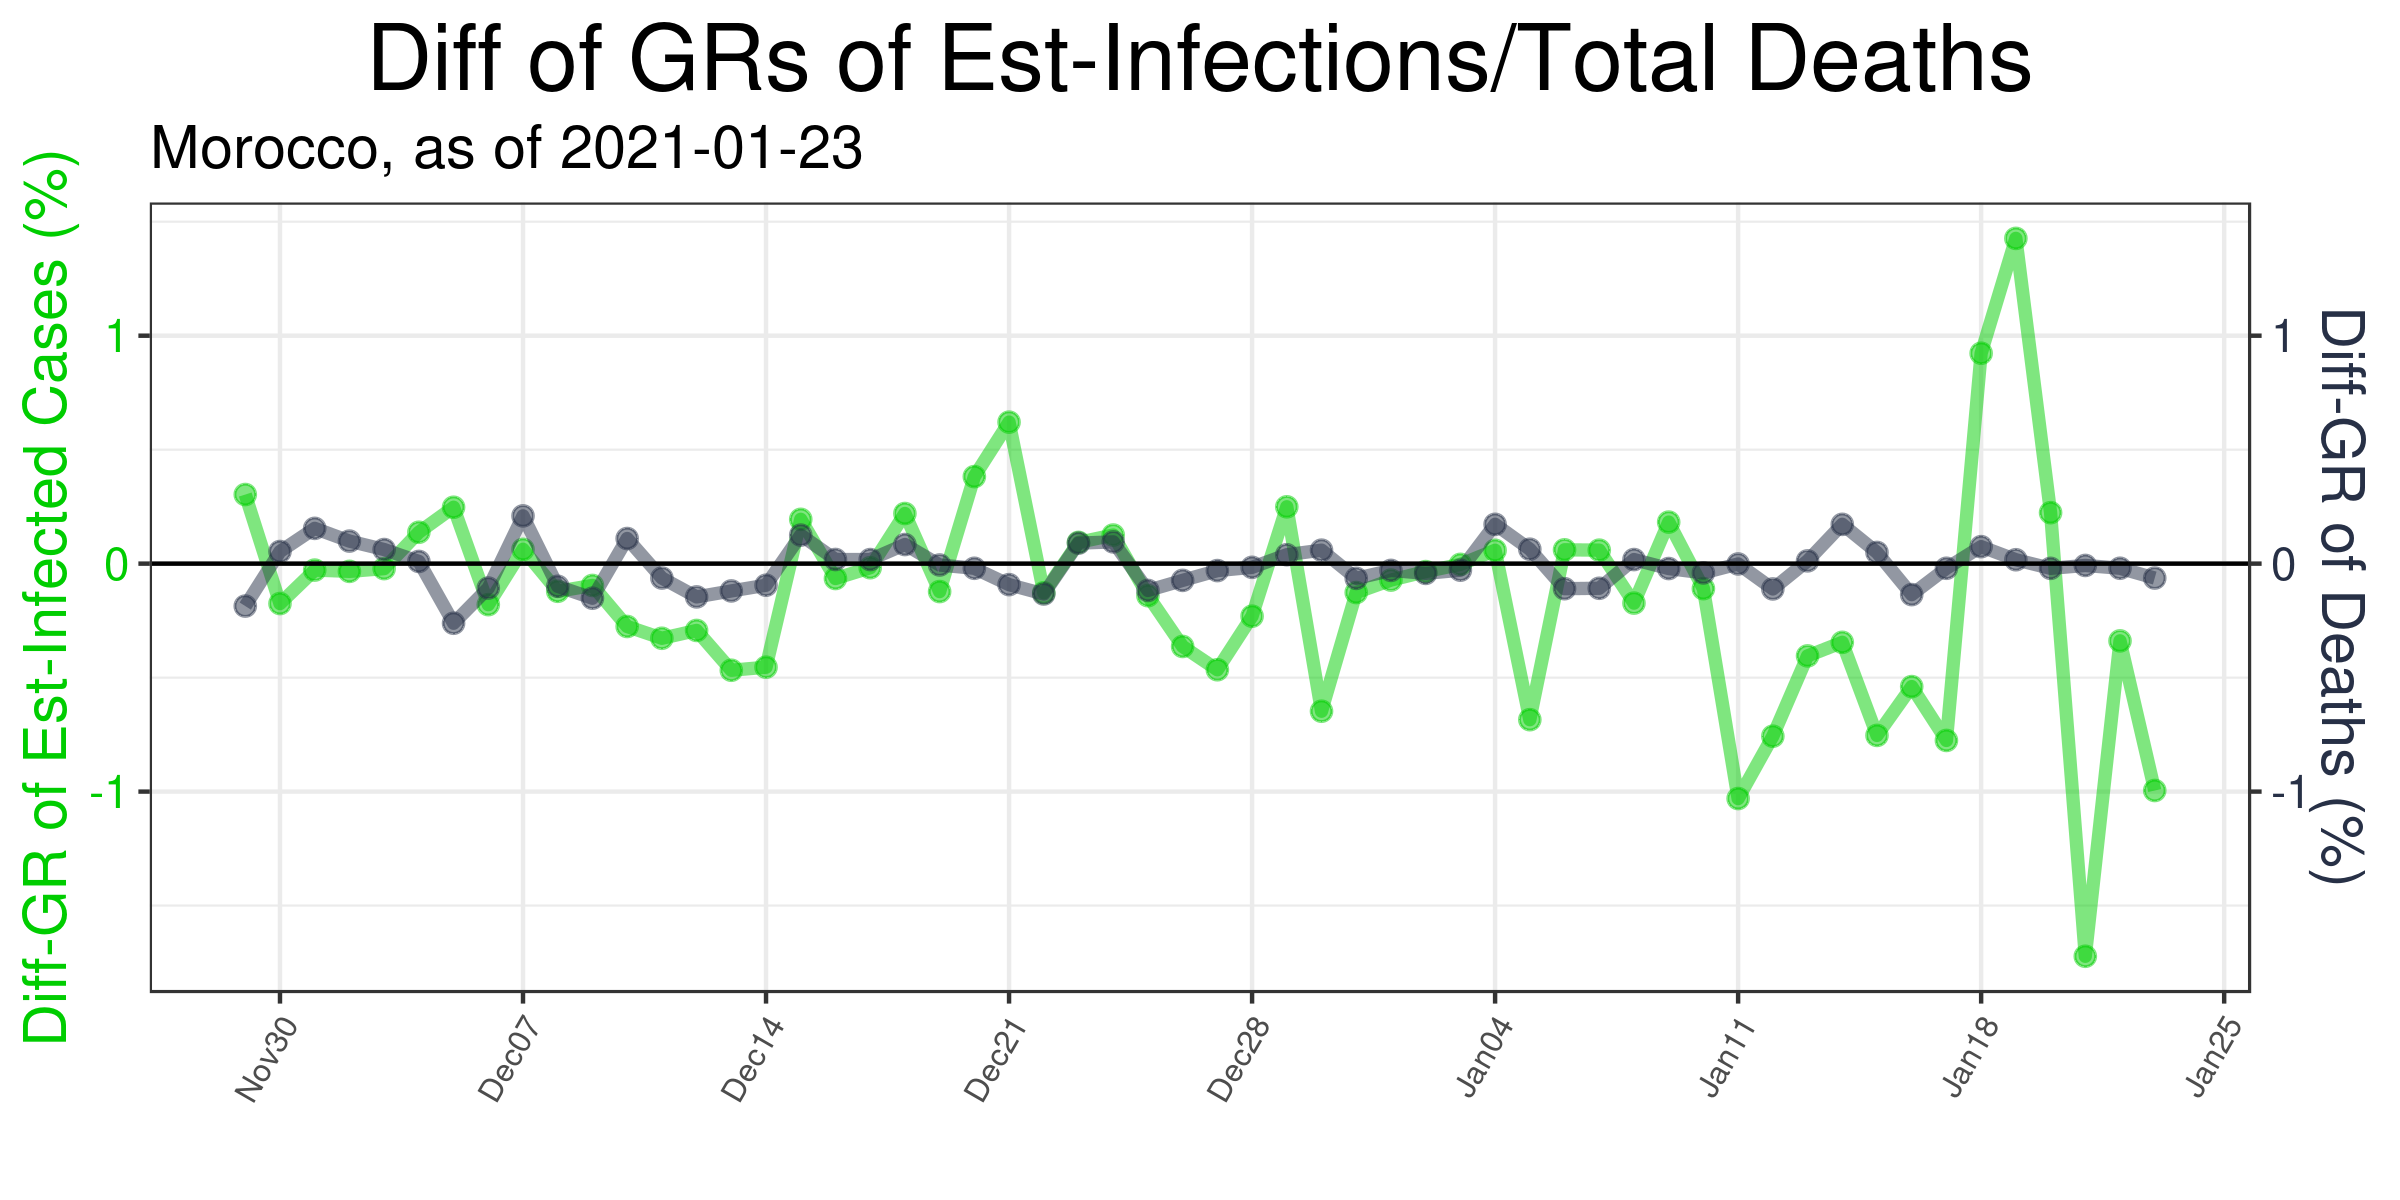 Diff of GRs of Est-Infections/Total Deaths
Morocco, as of 2021-01-23
Diff-GR of Est-Infected Cases (%)
1
0
-1
1
0
-1
Diff-GR of Deaths (%)
Nov30
Dec07
Dec14
Dec21
Dec28
Jan04
Jan11
Jan18
Jan25